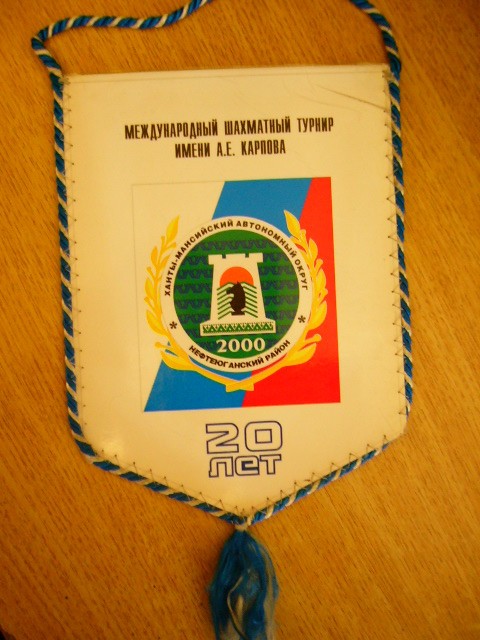 МЕЖДУНАРОДНЫЙ ШАХМАТНЫЙ ТУРНИР
ИМЕНИ А.Е. КАРПОВА
ХАНТЫ-МАНСИЙСКИЙ АВТОНОМНЫЙ ОКРУГ
2000
* НЕФТЕЮГАНСКИЙ РАЙОН *
20
лет